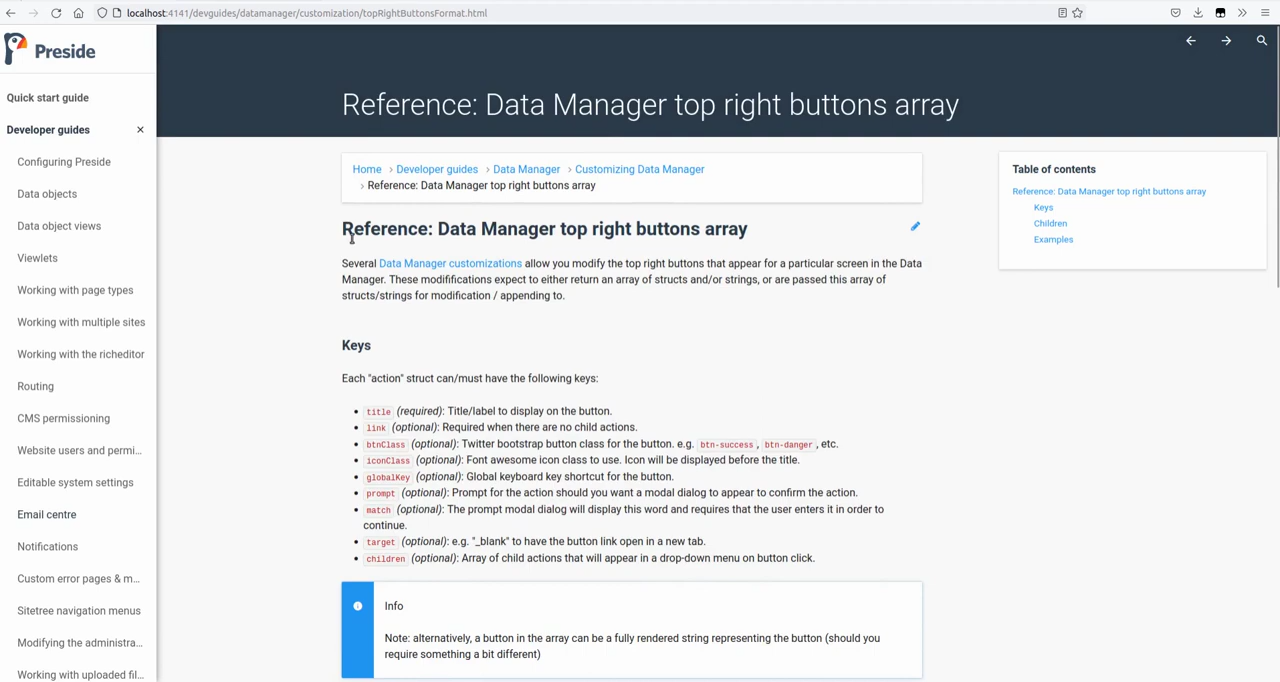 localhost:4141/devguides/datamanager/customization/topRightButtonsFormat.html
Preside
Quick start guide
Developer guides
Configuring Preside
Data objects
Data object views
Viewlets
Working with page types
Working with multiple sites
Working with the richeditor
Routing
CMS permissioning
Website users and permi...
Editable system settings
Email centre
Notifications
Custom error pages & m...
Sitetree navigation menus
Modifying the administra...
Working with uploaded fil...
Reference: Data Manager top right buttons array
Home › Developer guides › Data Manager › Customizing Data Manager
› Reference: Data Manager top right buttons array
Reference: Data Manager top right buttons array
Several Data Manager customizations allow you modify the top right buttons that appear for a particular screen in the Data
Manager. These modifications expect to either return an array of structs and/or strings, or are passed this array of
structs/strings for modification / appending to.
Keys
Each "action" struct can/must have the following keys:
• title (required): Title/label to display on the button.
• link (optional): Required when there are no child actions.
• btnClass (optional): Twitter bootstrap button class for the button. e.g. btn-success, btn-danger, etc.
• iconClass (optional): Font awesome icon class to use. Icon will be displayed before the title.
• globalKey (optional): Global keyboard key shortcut for the button.
• prompt (optional): Prompt for the action should you want a modal dialog to appear to confirm the action.
• match (optional): The prompt modal dialog will display this word and requires that the user enters it in order to
continue.
• target (optional): e.g. "_blank" to have the button link open in a new tab.
• children (optional): Array of child actions that will appear in a drop-down menu on button click.
Info
Note: alternatively, a button in the array can be a fully rendered string representing the button (should you
require something a bit different)
Table of contents
Reference: Data Manager top right buttons array
Keys
Children
Examples